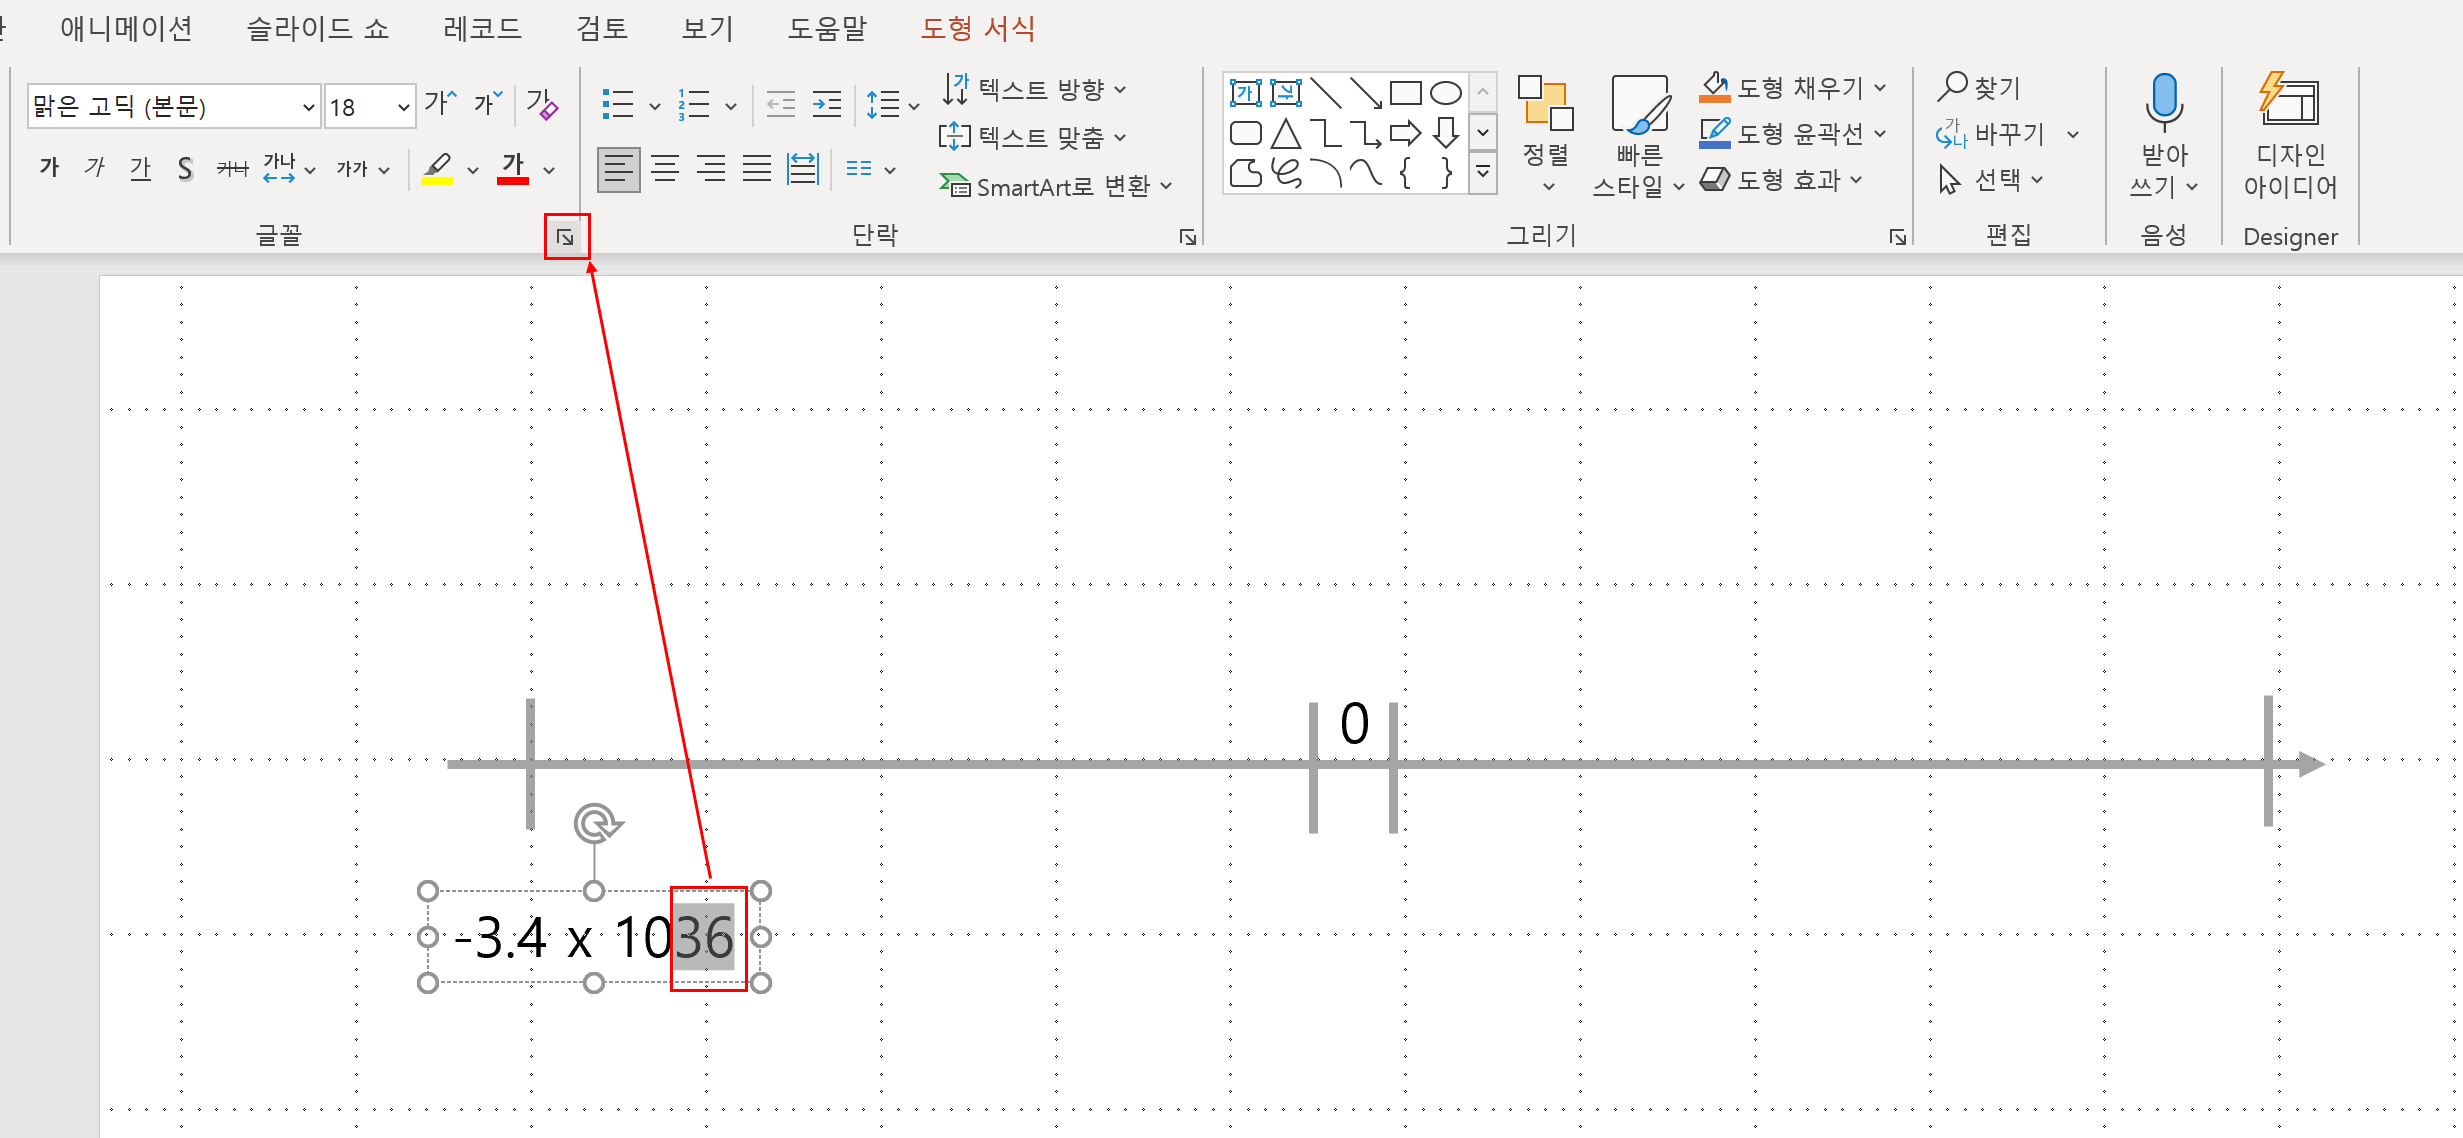 애니메이션 슬라이드 쇼 레코드 검토 보기 도움말 도형 서식
맑은 고딕 (본문) 18 가 가 가
텍스트 방향
텍스트 맞춤
SmartArt로 변환
가 가 가 S 가나 가나 가가 가
글꼴
단락
정렬
빠른
스타일
도형 채우기
도형 윤곽선
도형 효과
그리기
찾기
바꾸기
선택
편집
받아
쓰기
음성
디자인
아이디어
Designer
0
-3.4 x 1036